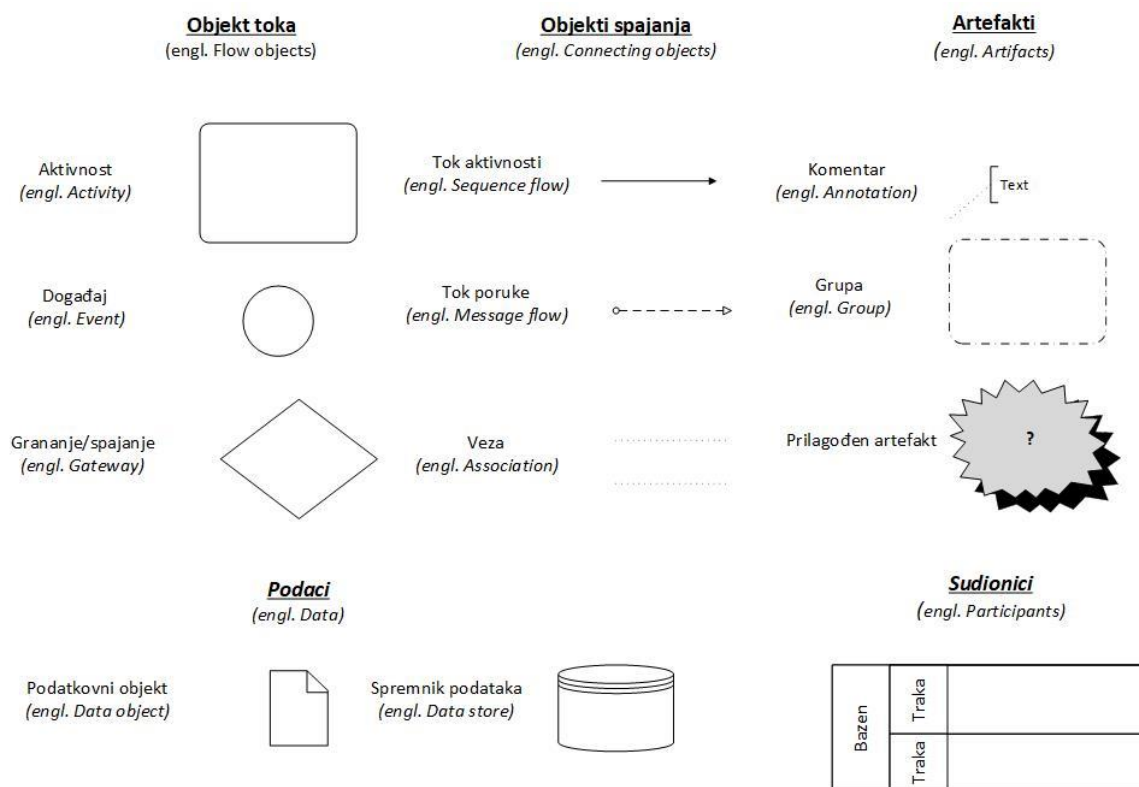 Objekt toka
(engl. Flow objects)
Objekti spajanja
(engl. Connecting objects)
Artefakti
(engl. Artifacts)
Aktivnost
(engl. Activity)
Tok aktivnosti
(engl. Sequence flow)
Komentar
(engl. Annotation)
Text
Događaj
(engl. Event)
Tok poruke
(engl. Message flow)
Grupa
(engl. Group)
Grananje/spajanje
(engl. Gateway)
Veza
(engl. Association)
Prilagođen artefakt
?
Podaci
(engl. Data)
Sudionici
(engl. Participants)
Podatkovni objekt
(engl. Data object)
Spremnik podataka
(engl. Data store)
Bazen
Traka
Traka